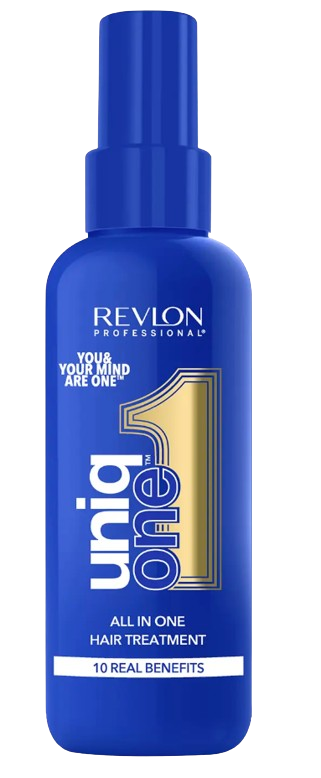 REVLON
PROFESSIONAL®
YOU&
YOUR MIND
ARE ONE™
uniq
one™
1
ALL IN ONE
HAIR TREATMENT
10 REAL BENEFITS